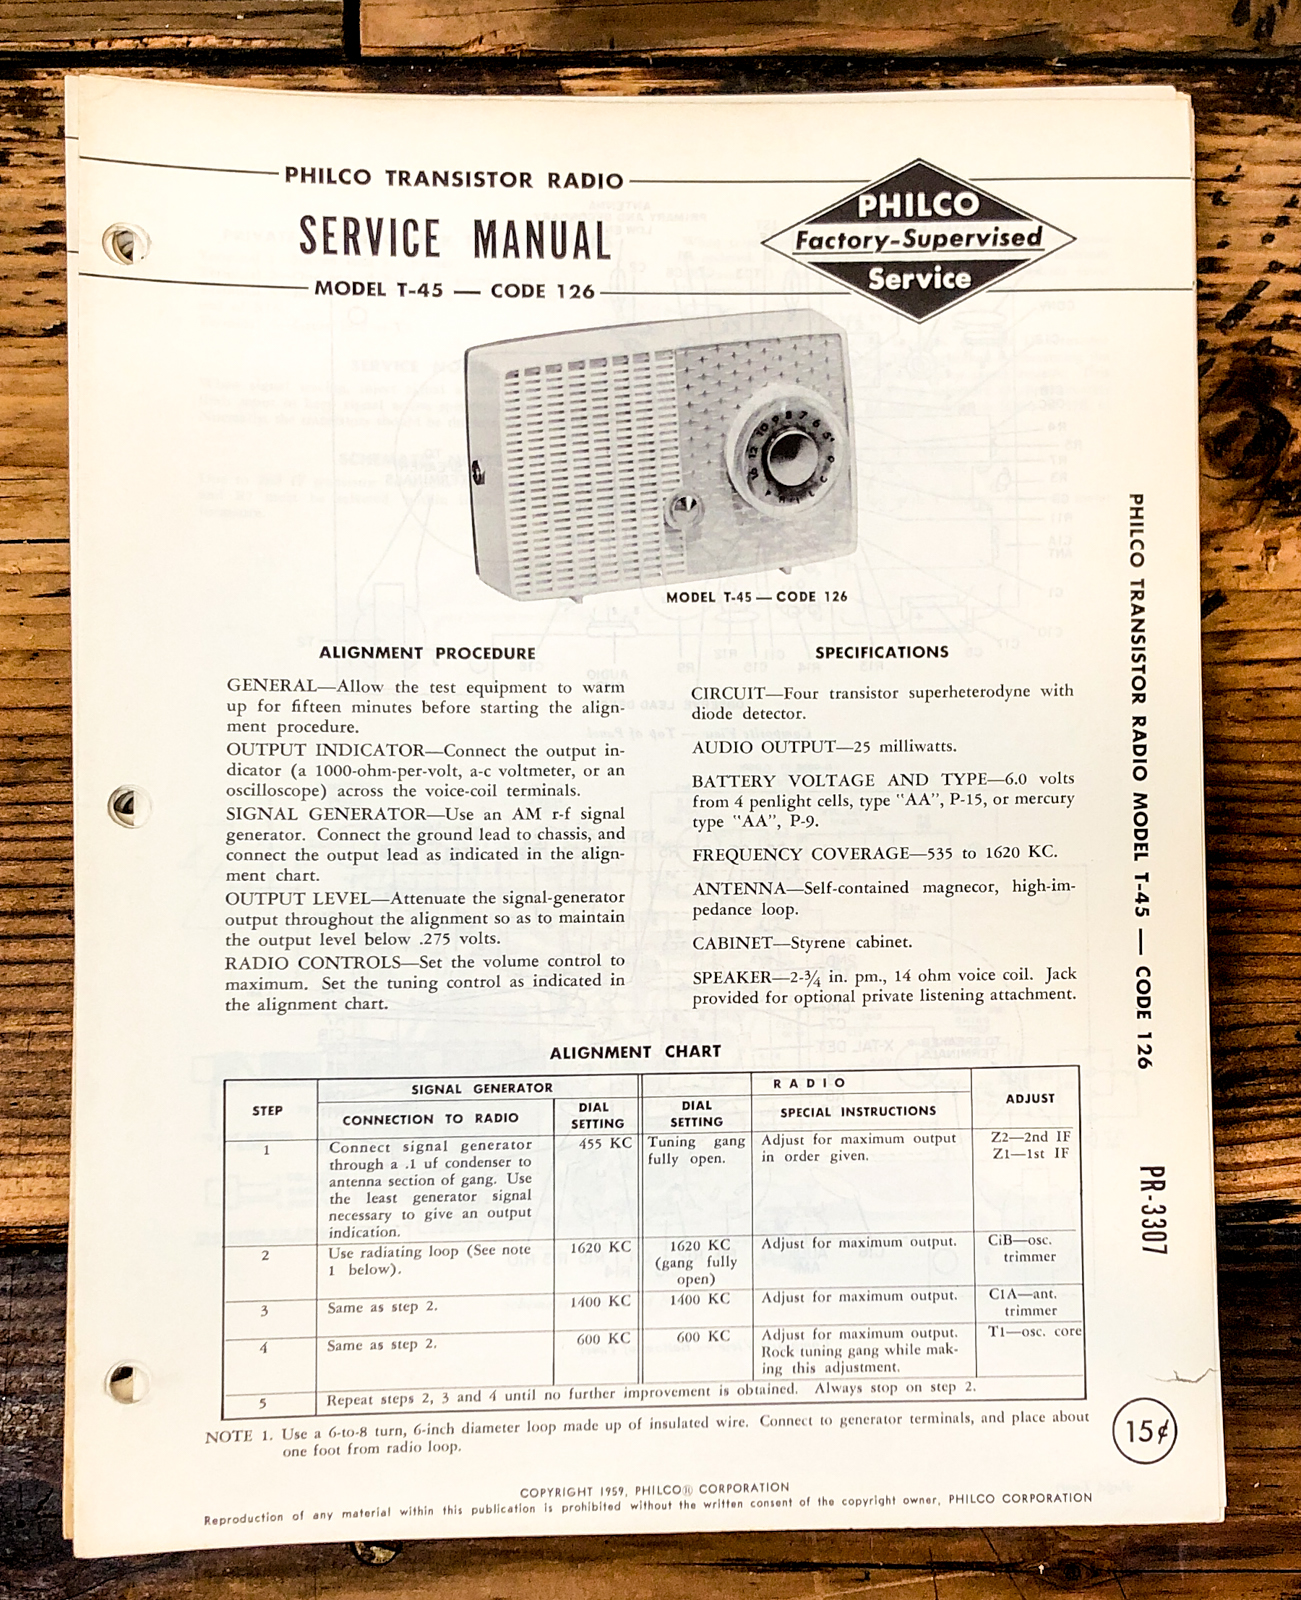 PHILCO TRANSISTOR RADIO
SERVICE MANUAL
MODEL T-45 — CODE 126
PHILCO
Factory-Supervised
Service
MODEL T-45 — CODE 126
ALIGNMENT PROCEDURE
GENERAL—Allow the test equipment to warm
up for fifteen minutes before starting the align-
ment procedure.
OUTPUT INDICATOR—Connect the output in-
dicator (a 1000-ohm-per-volt, a-c voltmeter, or an
oscilloscope) across the voice-coil terminals.
SIGNAL GENERATOR—Use an AM r-f signal
generator. Connect the ground lead to chassis, and
connect the output lead as indicated in the align-
ment chart.
OUTPUT LEVEL—Attenuate the signal-generator
output throughout the alignment so as to maintain
the output level below .275 volts.
RADIO CONTROLS—Set the volume control to
maximum. Set the tuning control as indicated in
the alignment chart.
SPECIFICATIONS
CIRCUIT—Four transistor superheterodyne with
diode detector.
AUDIO OUTPUT—25 milliwatts.
BATTERY VOLTAGE AND TYPE—6.0 volts
from 4 penlight cells, type "AA", P-15, or mercury
type "AA", P-9.
FREQUENCY COVERAGE—535 to 1620 KC.
ANTENNA—Self-contained magnecor, high-im-
pedance loop.
CABINET—Styrene cabinet.
SPEAKER—2-¾ in. pm., 14 ohm voice coil. Jack
provided for optional private listening attachment.
ALIGNMENT CHART
STEP
SIGNAL GENERATOR
CONNECTION TO RADIO
DIAL
SETTING
RADIO
DIAL
SETTING
SPECIAL INSTRUCTIONS
ADJUST
1
Connect signal generator
through a .1 uf condenser to
antenna section of gang. Use
the least generator signal
necessary to give an output
indication.
455 KC
Tuning gang
fully open.
Adjust for maximum output
in order given.
Z2—2nd IF
Z1—1st IF
2
Use radiating loop (See note
1 below).
1620 KC
1620 KC
(gang fully
open)
Adjust for maximum output.
CiB—osc.
trimmer
3
Same as step 2.
1400 KC
1400 KC
Adjust for maximum output.
C1A—ant.
trimmer
4
Same as step 2.
600 KC
600 KC
Adjust for maximum output.
Rock tuning gang while mak-
ing this adjustment.
T1—osc. core
5
Repeat steps 2, 3 and 4 until no further improvement is obtained. Always stop on step 2.
NOTE 1. Use a 6-to-8 turn, 6-inch diameter loop made up of insulated wire. Connect to generator terminals, and place about
one foot from radio loop.
COPYRIGHT 1959, PHILCO® CORPORATION
Reproduction of any material within this publication is prohibited without the written consent of the copyright owner, PHILCO CORPORATION
PHILCO TRANSISTOR RADIO MODEL T-45 — CODE 126
PR-3307
15¢